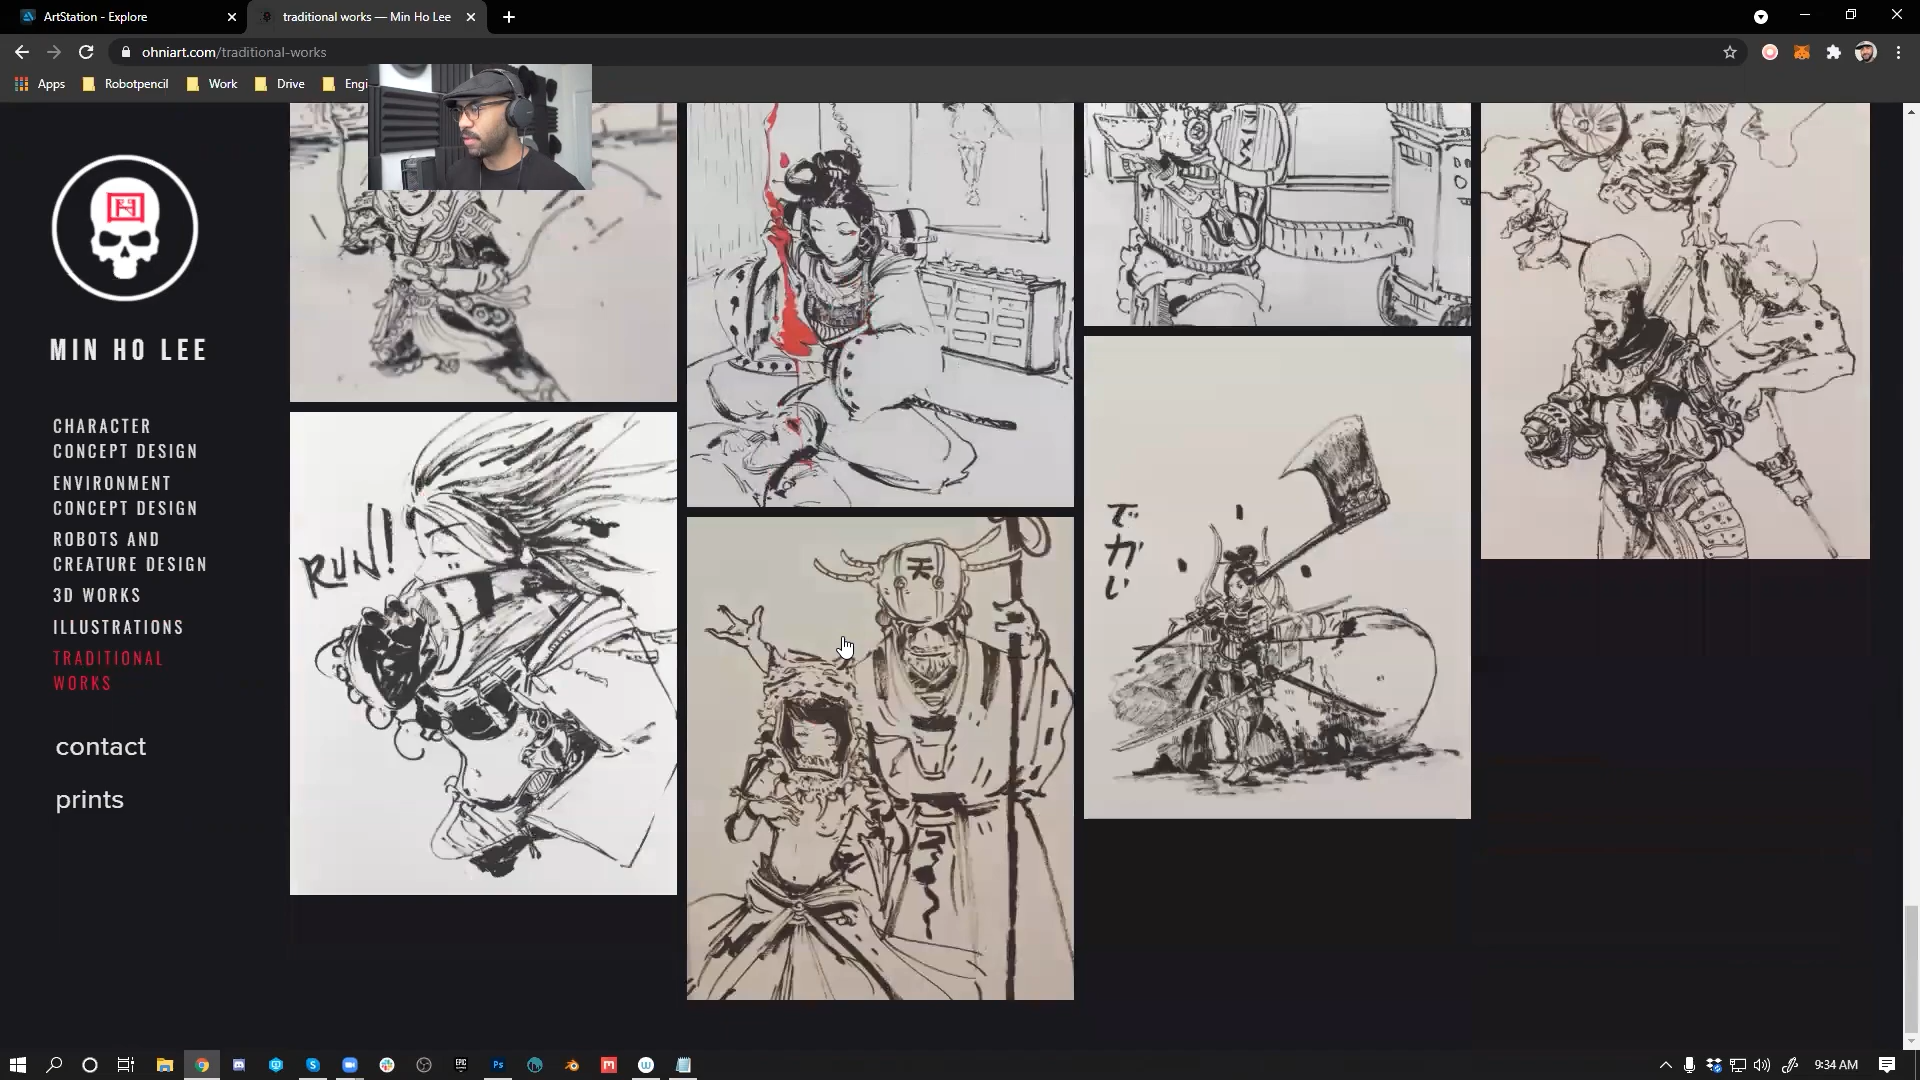 ArtStation - Explore
traditional works — Min Ho Lee
ohniart.com/traditional-works
Apps
Robotpencil
Work
Drive
Engi
MIN HO LEE
CHARACTER
CONCEPT DESIGN
ENVIRONMENT
CONCEPT DESIGN
ROBOTS AND
CREATURE DESIGN
3D WORKS
ILLUSTRATIONS
TRADITIONAL
WORKS
contact
prints
RUN!
天
でかい
Ps
9:34 AM